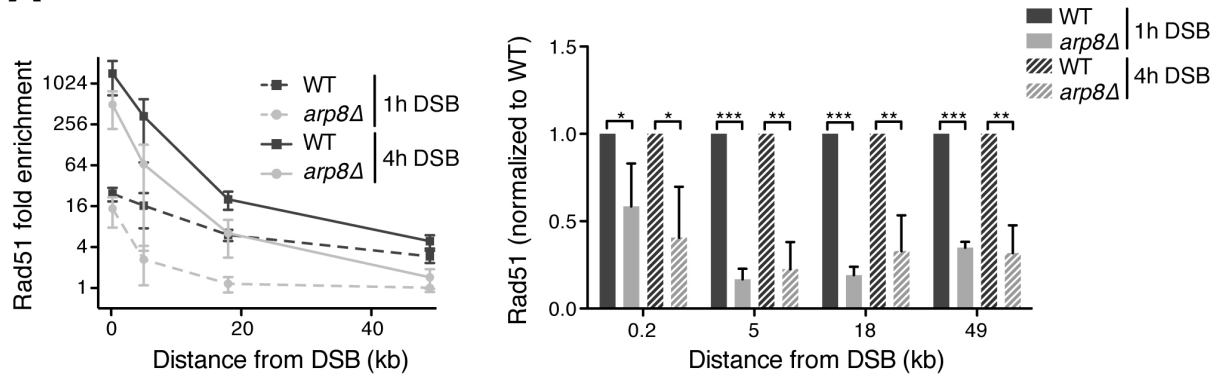 WT
arp8Δ
1h DSB
WT
arp8Δ
4h DSB
Rad51 fold enrichment
1024
256
64
16
4
1
0
20
40
Distance from DSB (kb)
WT
arp8Δ
1h DSB
WT
arp8Δ
4h DSB
Rad51 (normalized to WT)
1.5
1.0
0.5
0.0
* * *** ** *** ** *** **
0.2
5
18
49
Distance from DSB (kb)